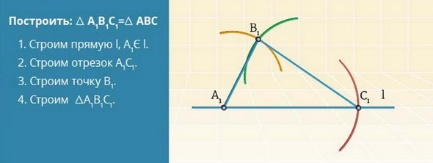 Построить: △ A₁B₁C₁=△ ABC
1. Строим прямую l, A₁Є l.
2. Строим отрезок A₁C₁.
3. Строим точку B₁.
4. Строим △A₁B₁C₁.
B₁
A₁
C₁
l